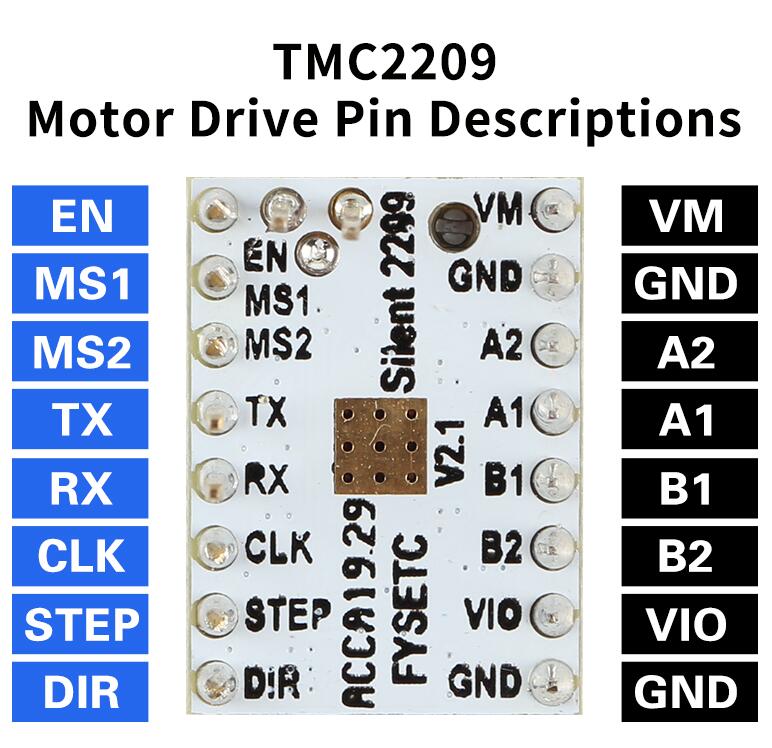 TMC2209
Motor Drive Pin Descriptions
EN
MS1
MS2
TX
RX
CLK
STEP
DIR
EN
MS1
MS2
TX
RX
CLK
STEP
DIR
Silent 2209
V2.1
ACCA19.29
FYSETC
VM
GND
A2
A1
B1
B2
VIO
GND
VM
GND
A2
A1
B1
B2
VIO
GND